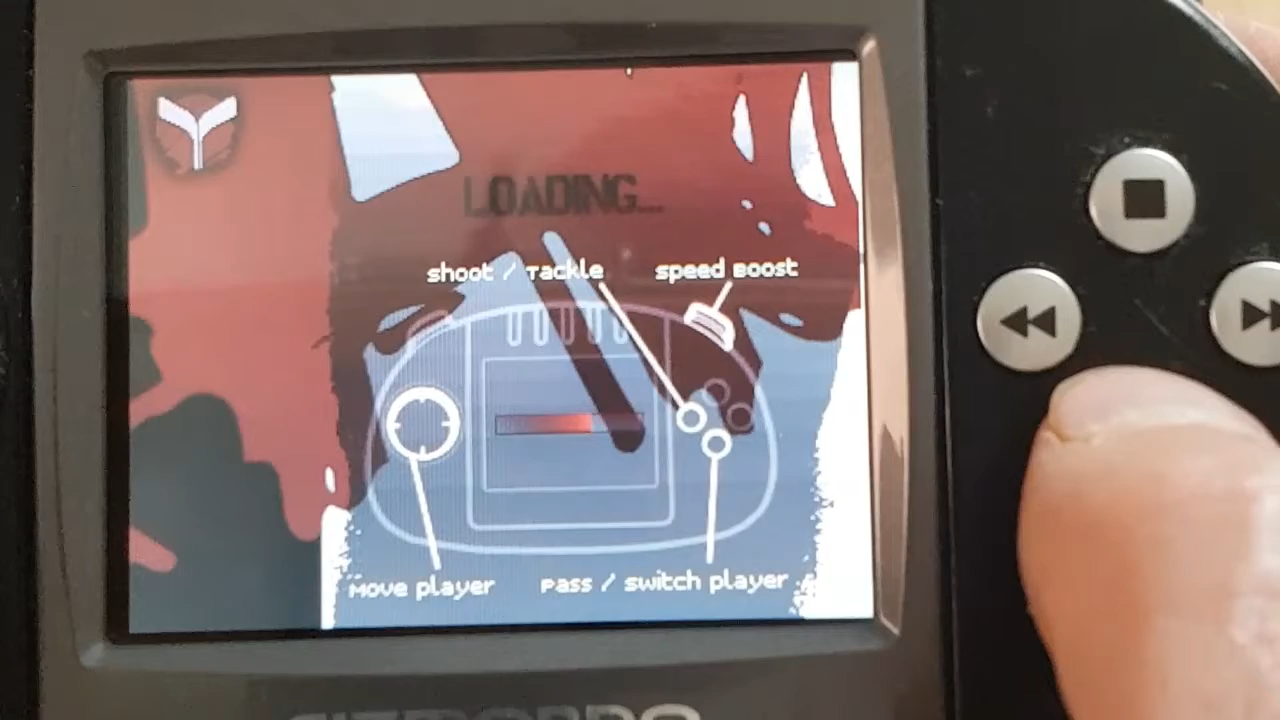 LOADING...
shoot / Tackle
speed Boost
Move player
Pass / switch player